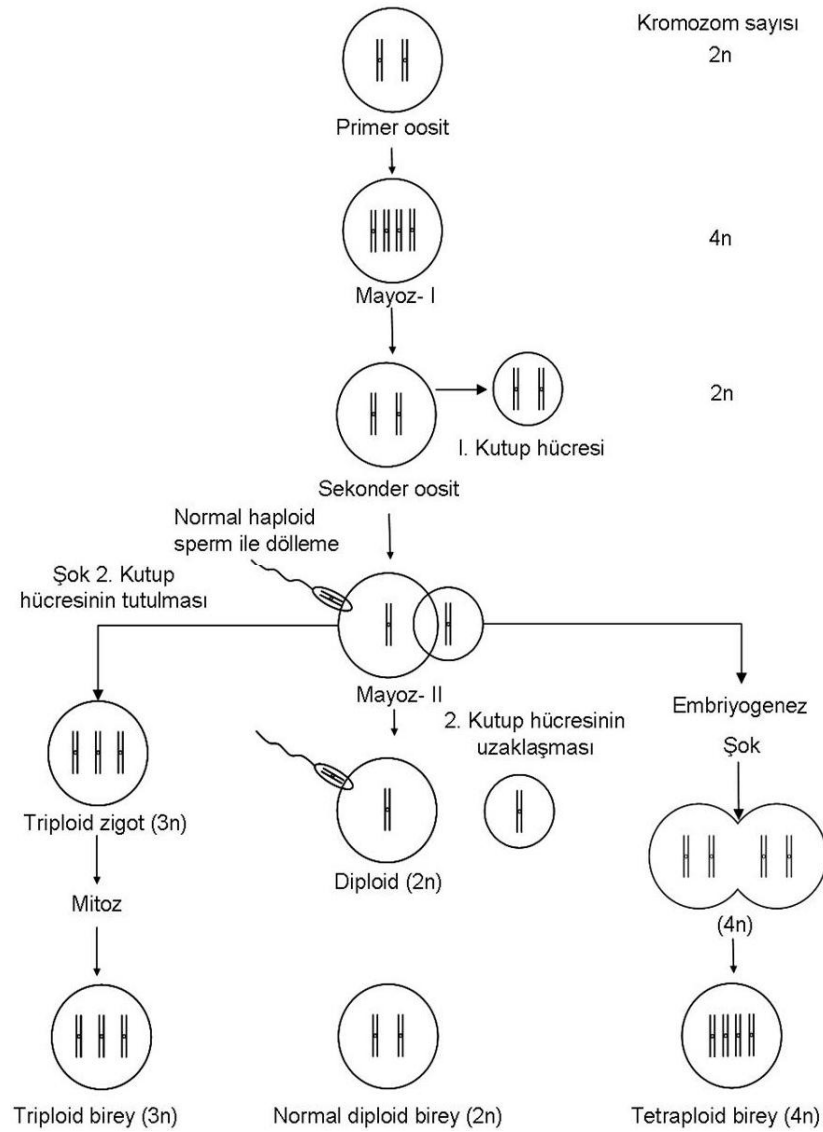 Kromozom sayısı
2n
Primer oosit
4n
Mayoz- I
2n
I. Kutup hücresi
Sekonder oosit
Normal haploid
sperm ile dölleme
Şok 2. Kutup
hücresinin tutulması
Mayoz- II
2. Kutup hücresinin
uzaklaşması
Embriyogenez
Şok
Triploid zigot (3n)
Diploid (2n)
Mitoz
(4n)
Triploid birey (3n)
Normal diploid birey (2n)
Tetraploid birey (4n)